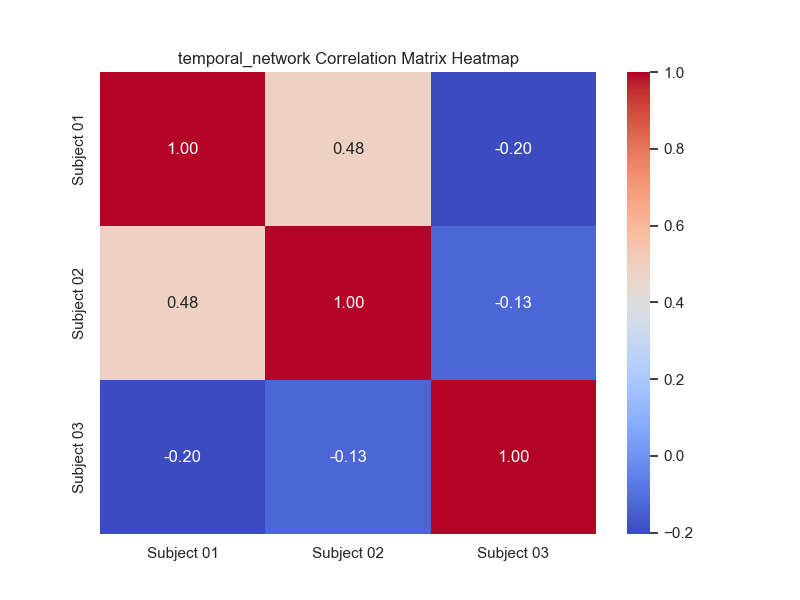 temporal_network Correlation Matrix Heatmap
Subject 01
1.00
0.48
-0.20
Subject 02
0.48
1.00
-0.13
Subject 03
-0.20
-0.13
1.00
Subject 01
Subject 02
Subject 03
1.0
0.8
0.6
0.4
0.2
0.0
−0.2